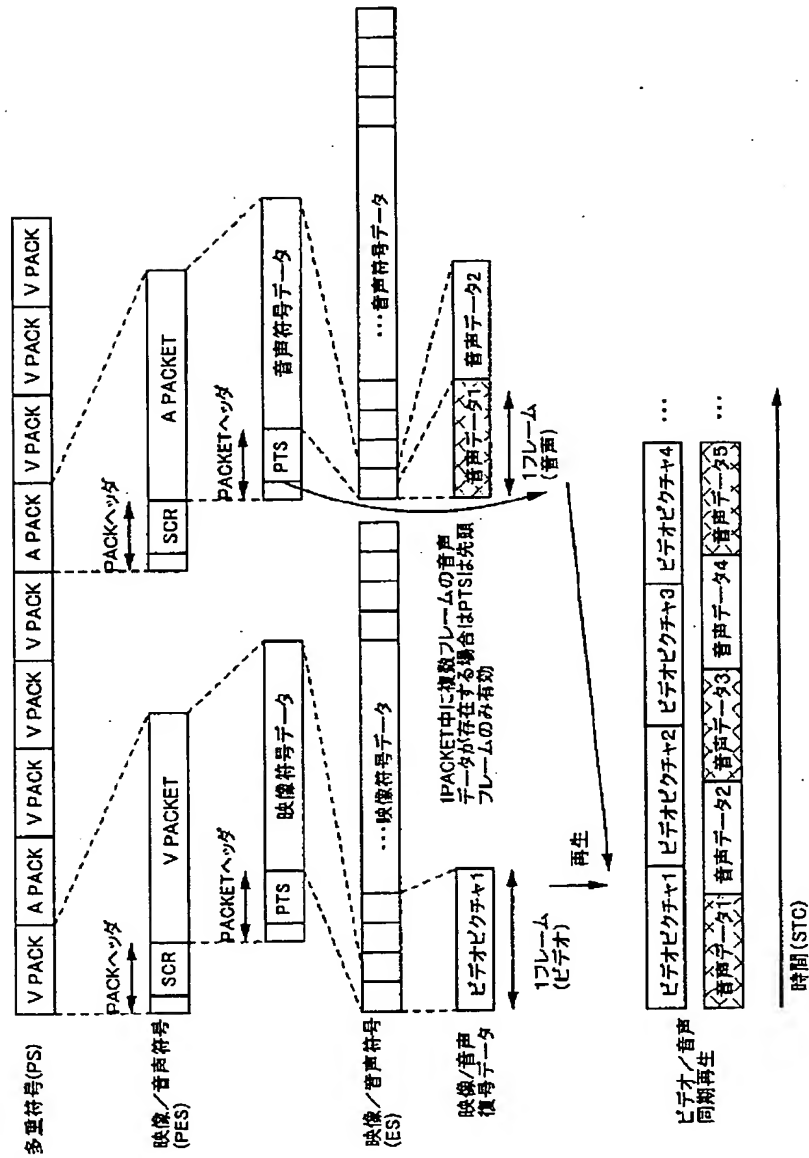 多重符号(PS)
V PACK A PACK V PACK V PACK V PACK A PACK V PACK V PACK V PACK
PACKヘッダ
PACKヘッダ
映像／音声符号
(PES)
SCR V PACKET
SCR A PACKET
PACKETヘッダ
PACKETヘッダ
PTS 映像符号データ
PTS 音声符号データ
映像／音声符号
(ES)
…映像符号データ
…音声符号データ
映像/音声
復号データ
ビデオピクチャ1
音声データ1 音声データ2
1フレーム
(ビデオ)
1フレーム
(音声)
1PACKET中に複数フレームの音声
データが存在する場合はPTSは先頭
フレームのみ有効
再生
ビデオ／音声
同期再生
ビデオピクチャ1 ビデオピクチャ2 ビデオピクチャ3 ビデオピクチャ4 …
音声データ1 音声データ2 音声データ3 音声データ4 音声データ5 …
時間(STC)